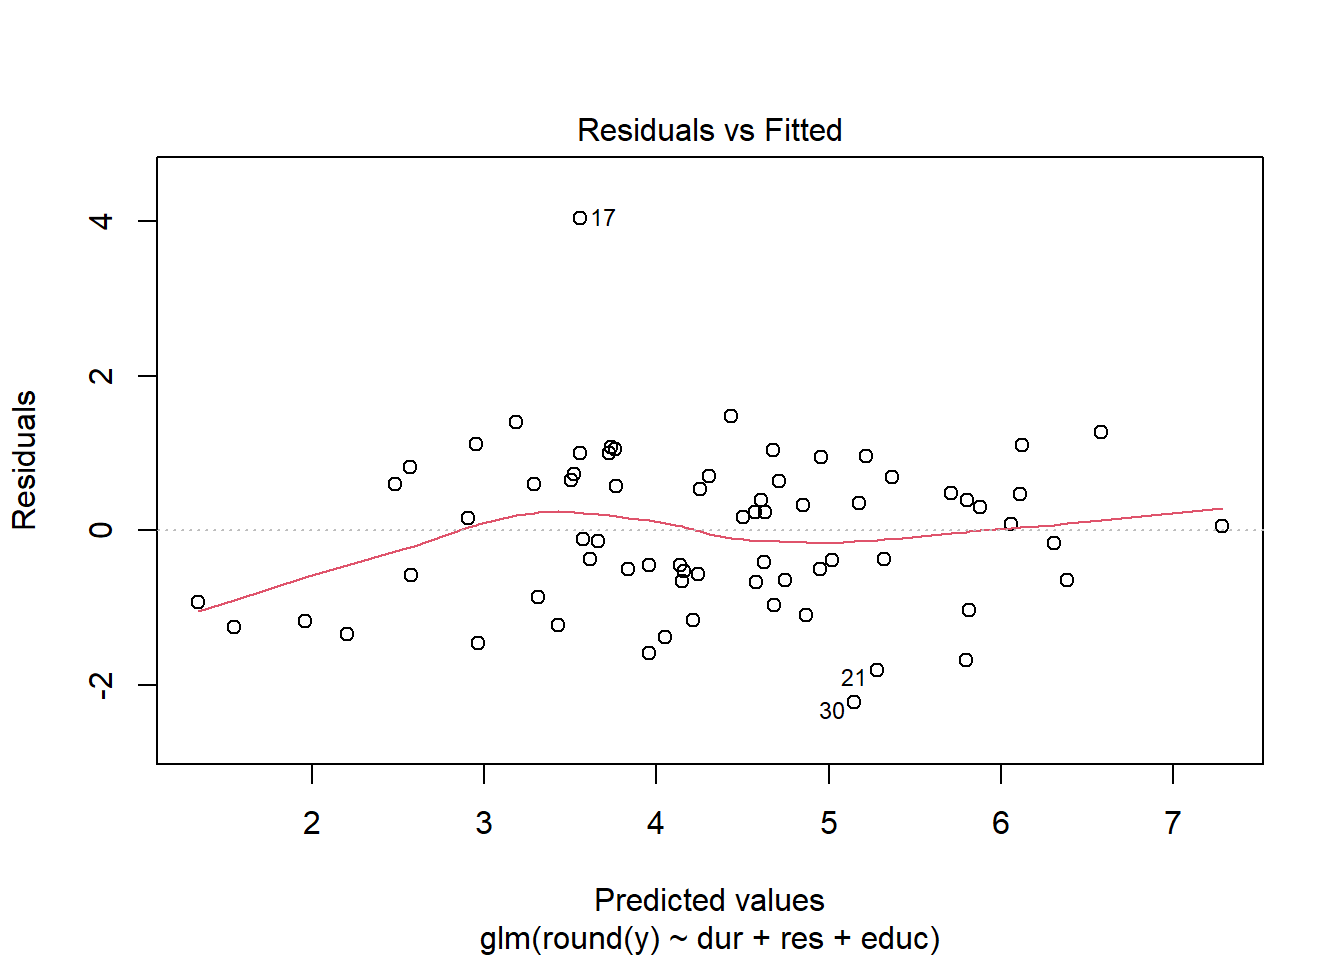 Residuals vs Fitted
Residuals
4
2
0
-2
17
21
30
2 3 4 5 6 7
Predicted values
glm(round(y) ~ dur + res + educ)